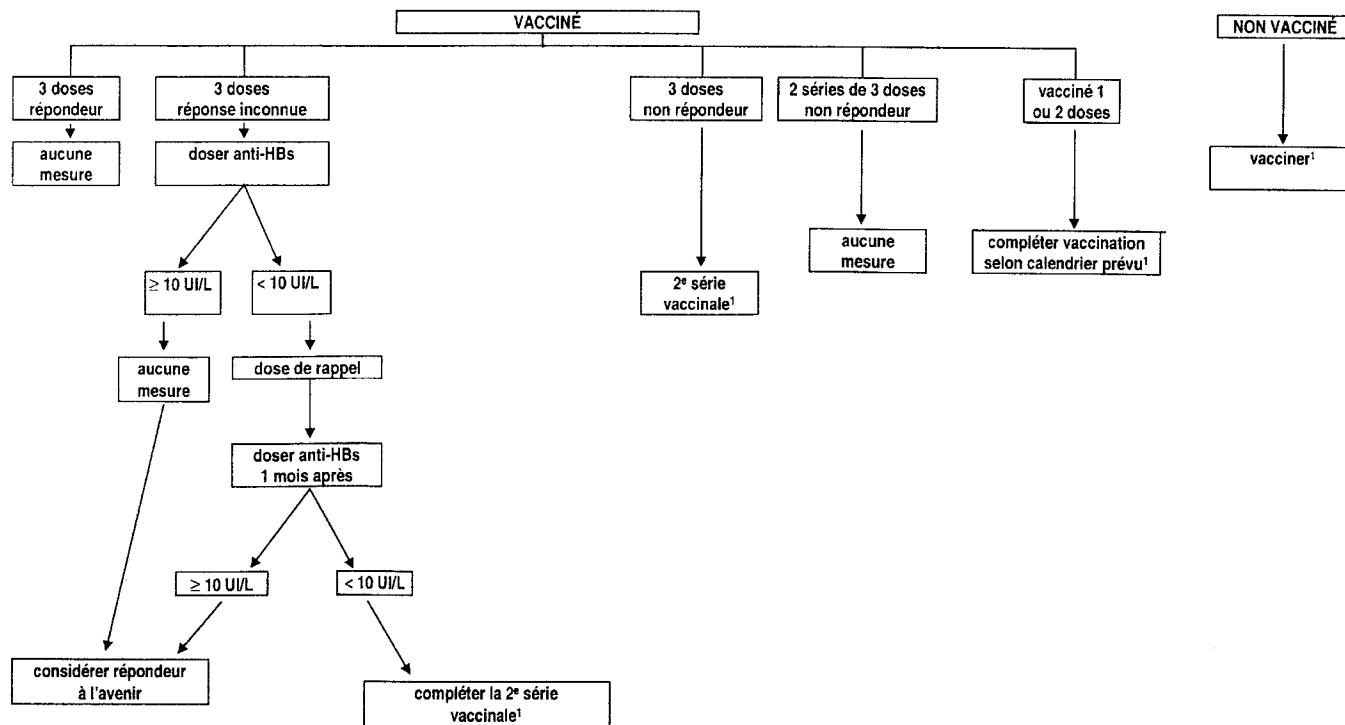 VACCINÉ
NON VACCINÉ
3 doses
répondeur
3 doses
réponse inconnue
3 doses
non répondeur
2 séries de 3 doses
non répondeur
vacciné 1
ou 2 doses
aucune
mesure
doser anti-HBs
vacciner¹
aucune
mesure
compléter vaccination
selon calendrier prévu¹
≥ 10 UI/L
< 10 UI/L
2e série
vaccinale¹
aucune
mesure
dose de rappel
doser anti-HBs
1 mois après
≥ 10 UI/L
< 10 UI/L
considérer répondeur
à l'avenir
compléter la 2e série
vaccinale¹